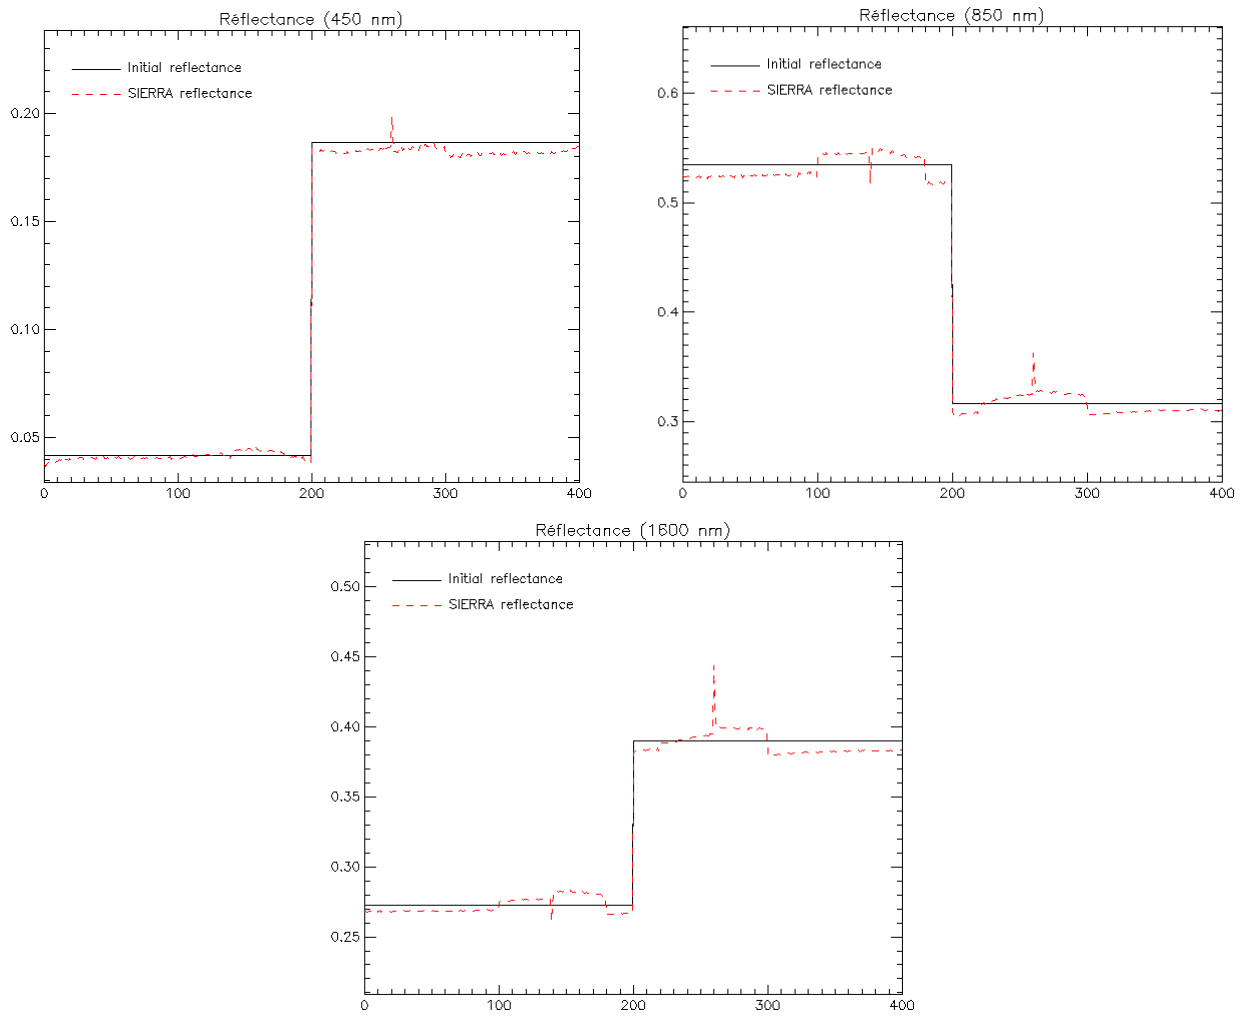 Réflectance (450 nm)
Initial reflectance
SIERRA reflectance
0.20
0.15
0.10
0.05
0 100 200 300 400
Réflectance (850 nm)
Initial reflectance
SIERRA reflectance
0.6
0.5
0.4
0.3
0 100 200 300 400
Réflectance (1600 nm)
Initial reflectance
SIERRA reflectance
0.50
0.45
0.40
0.35
0.30
0.25
0 100 200 300 400